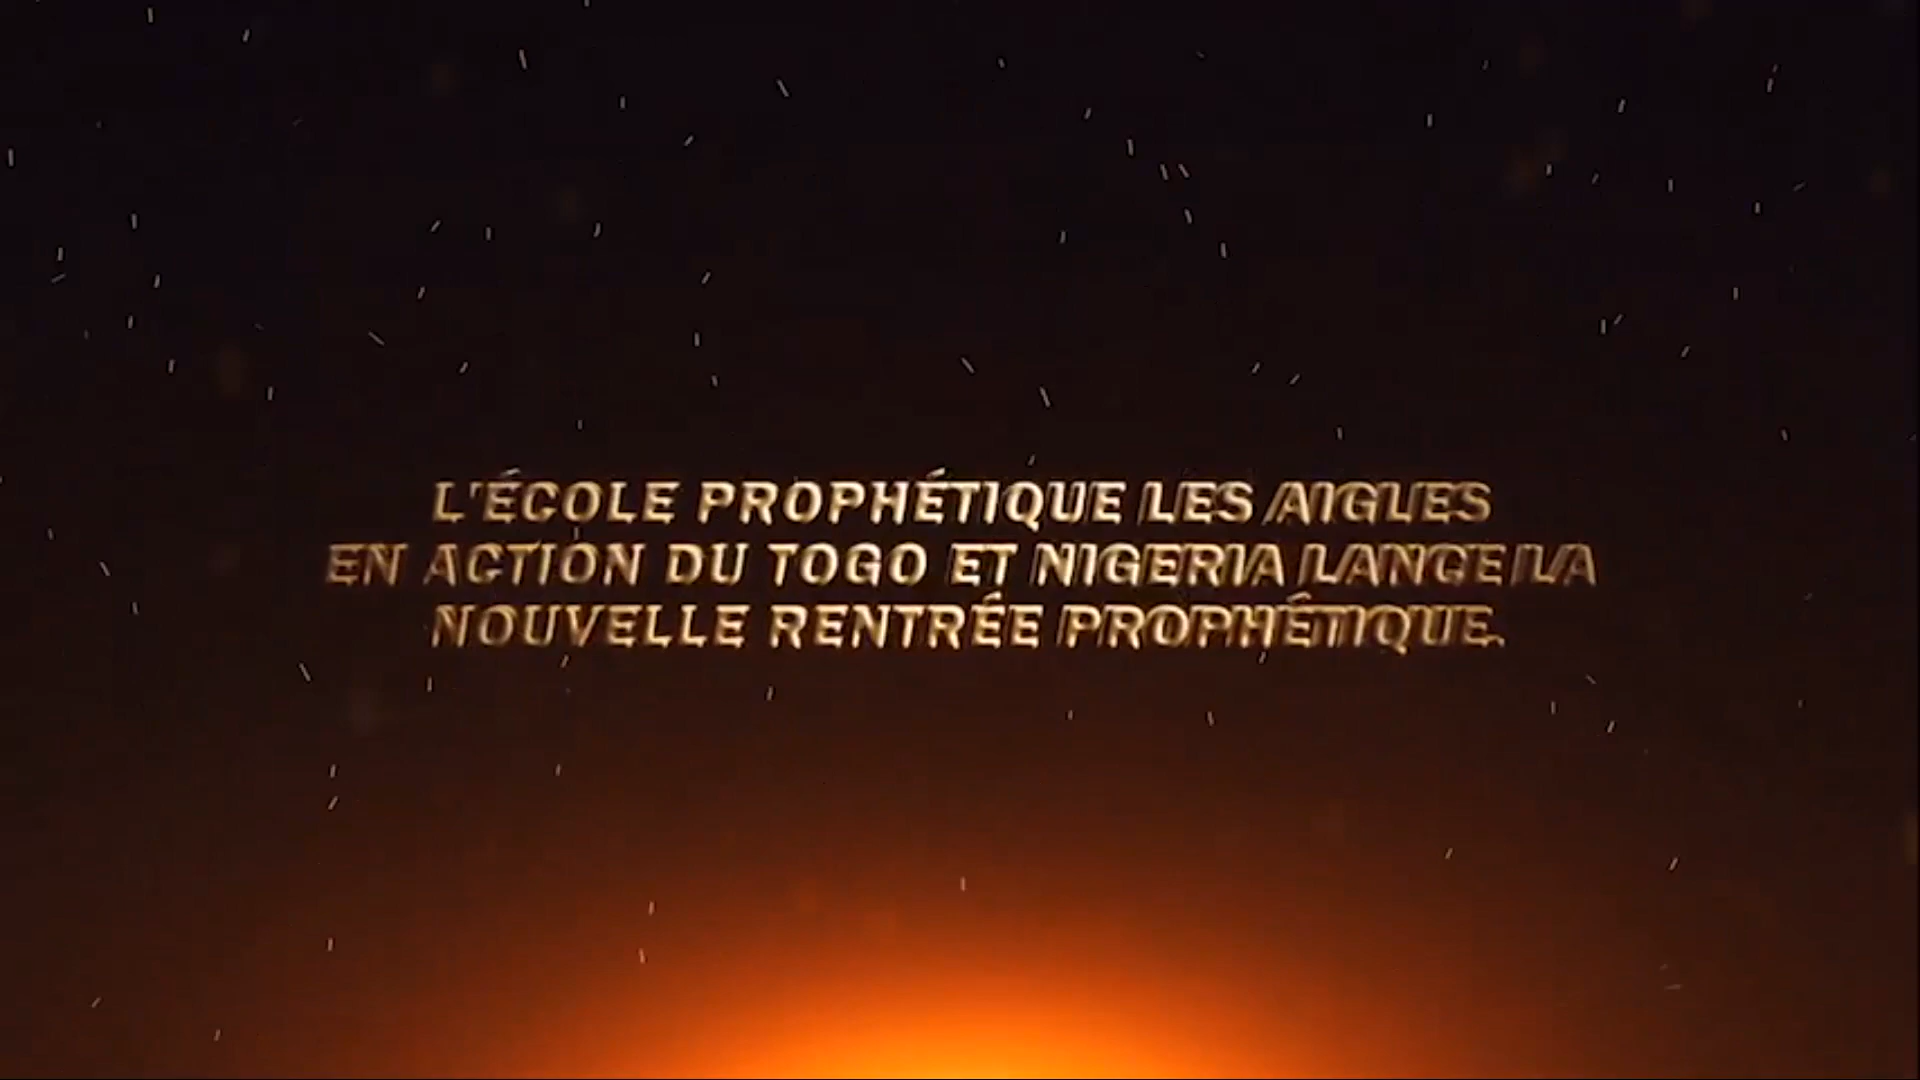 L'ÉCOLE PROPHÉTIQUE LES AIGLES
EN ACTION DU TOGO ET NIGERIA LANCE LA
NOUVELLE RENTRÉE PROPHÉTIQUE.